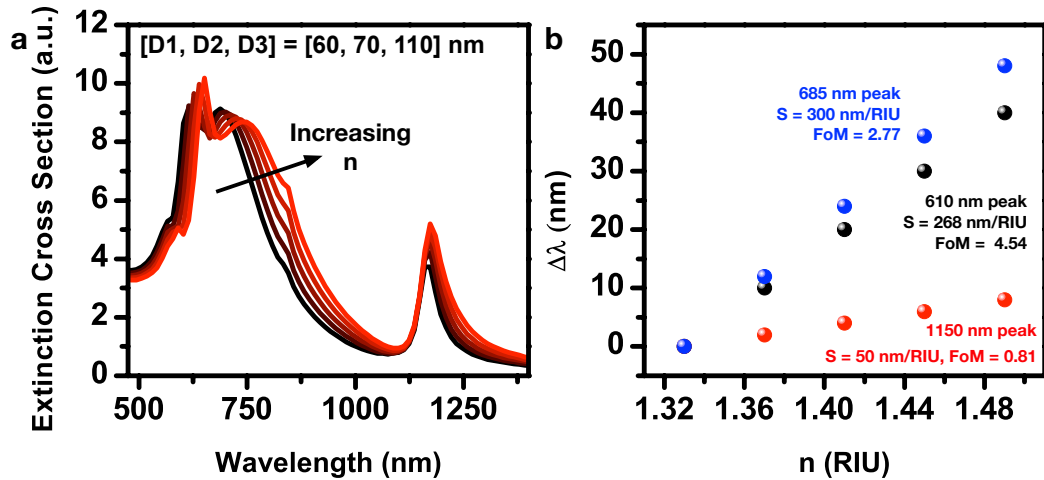 a
[D1, D2, D3] = [60, 70, 110] nm
Increasing
n
Extinction Cross Section (a.u.)
12
10
8
6
4
2
0
500
750
1000
1250
Wavelength (nm)
b
685 nm peak
S = 300 nm/RIU
FoM = 2.77
610 nm peak
S = 268 nm/RIU
FoM = 4.54
1150 nm peak
S = 50 nm/RIU, FoM = 0.81
Δλ (nm)
50
40
30
20
10
0
1.32
1.36
1.40
1.44
1.48
n (RIU)